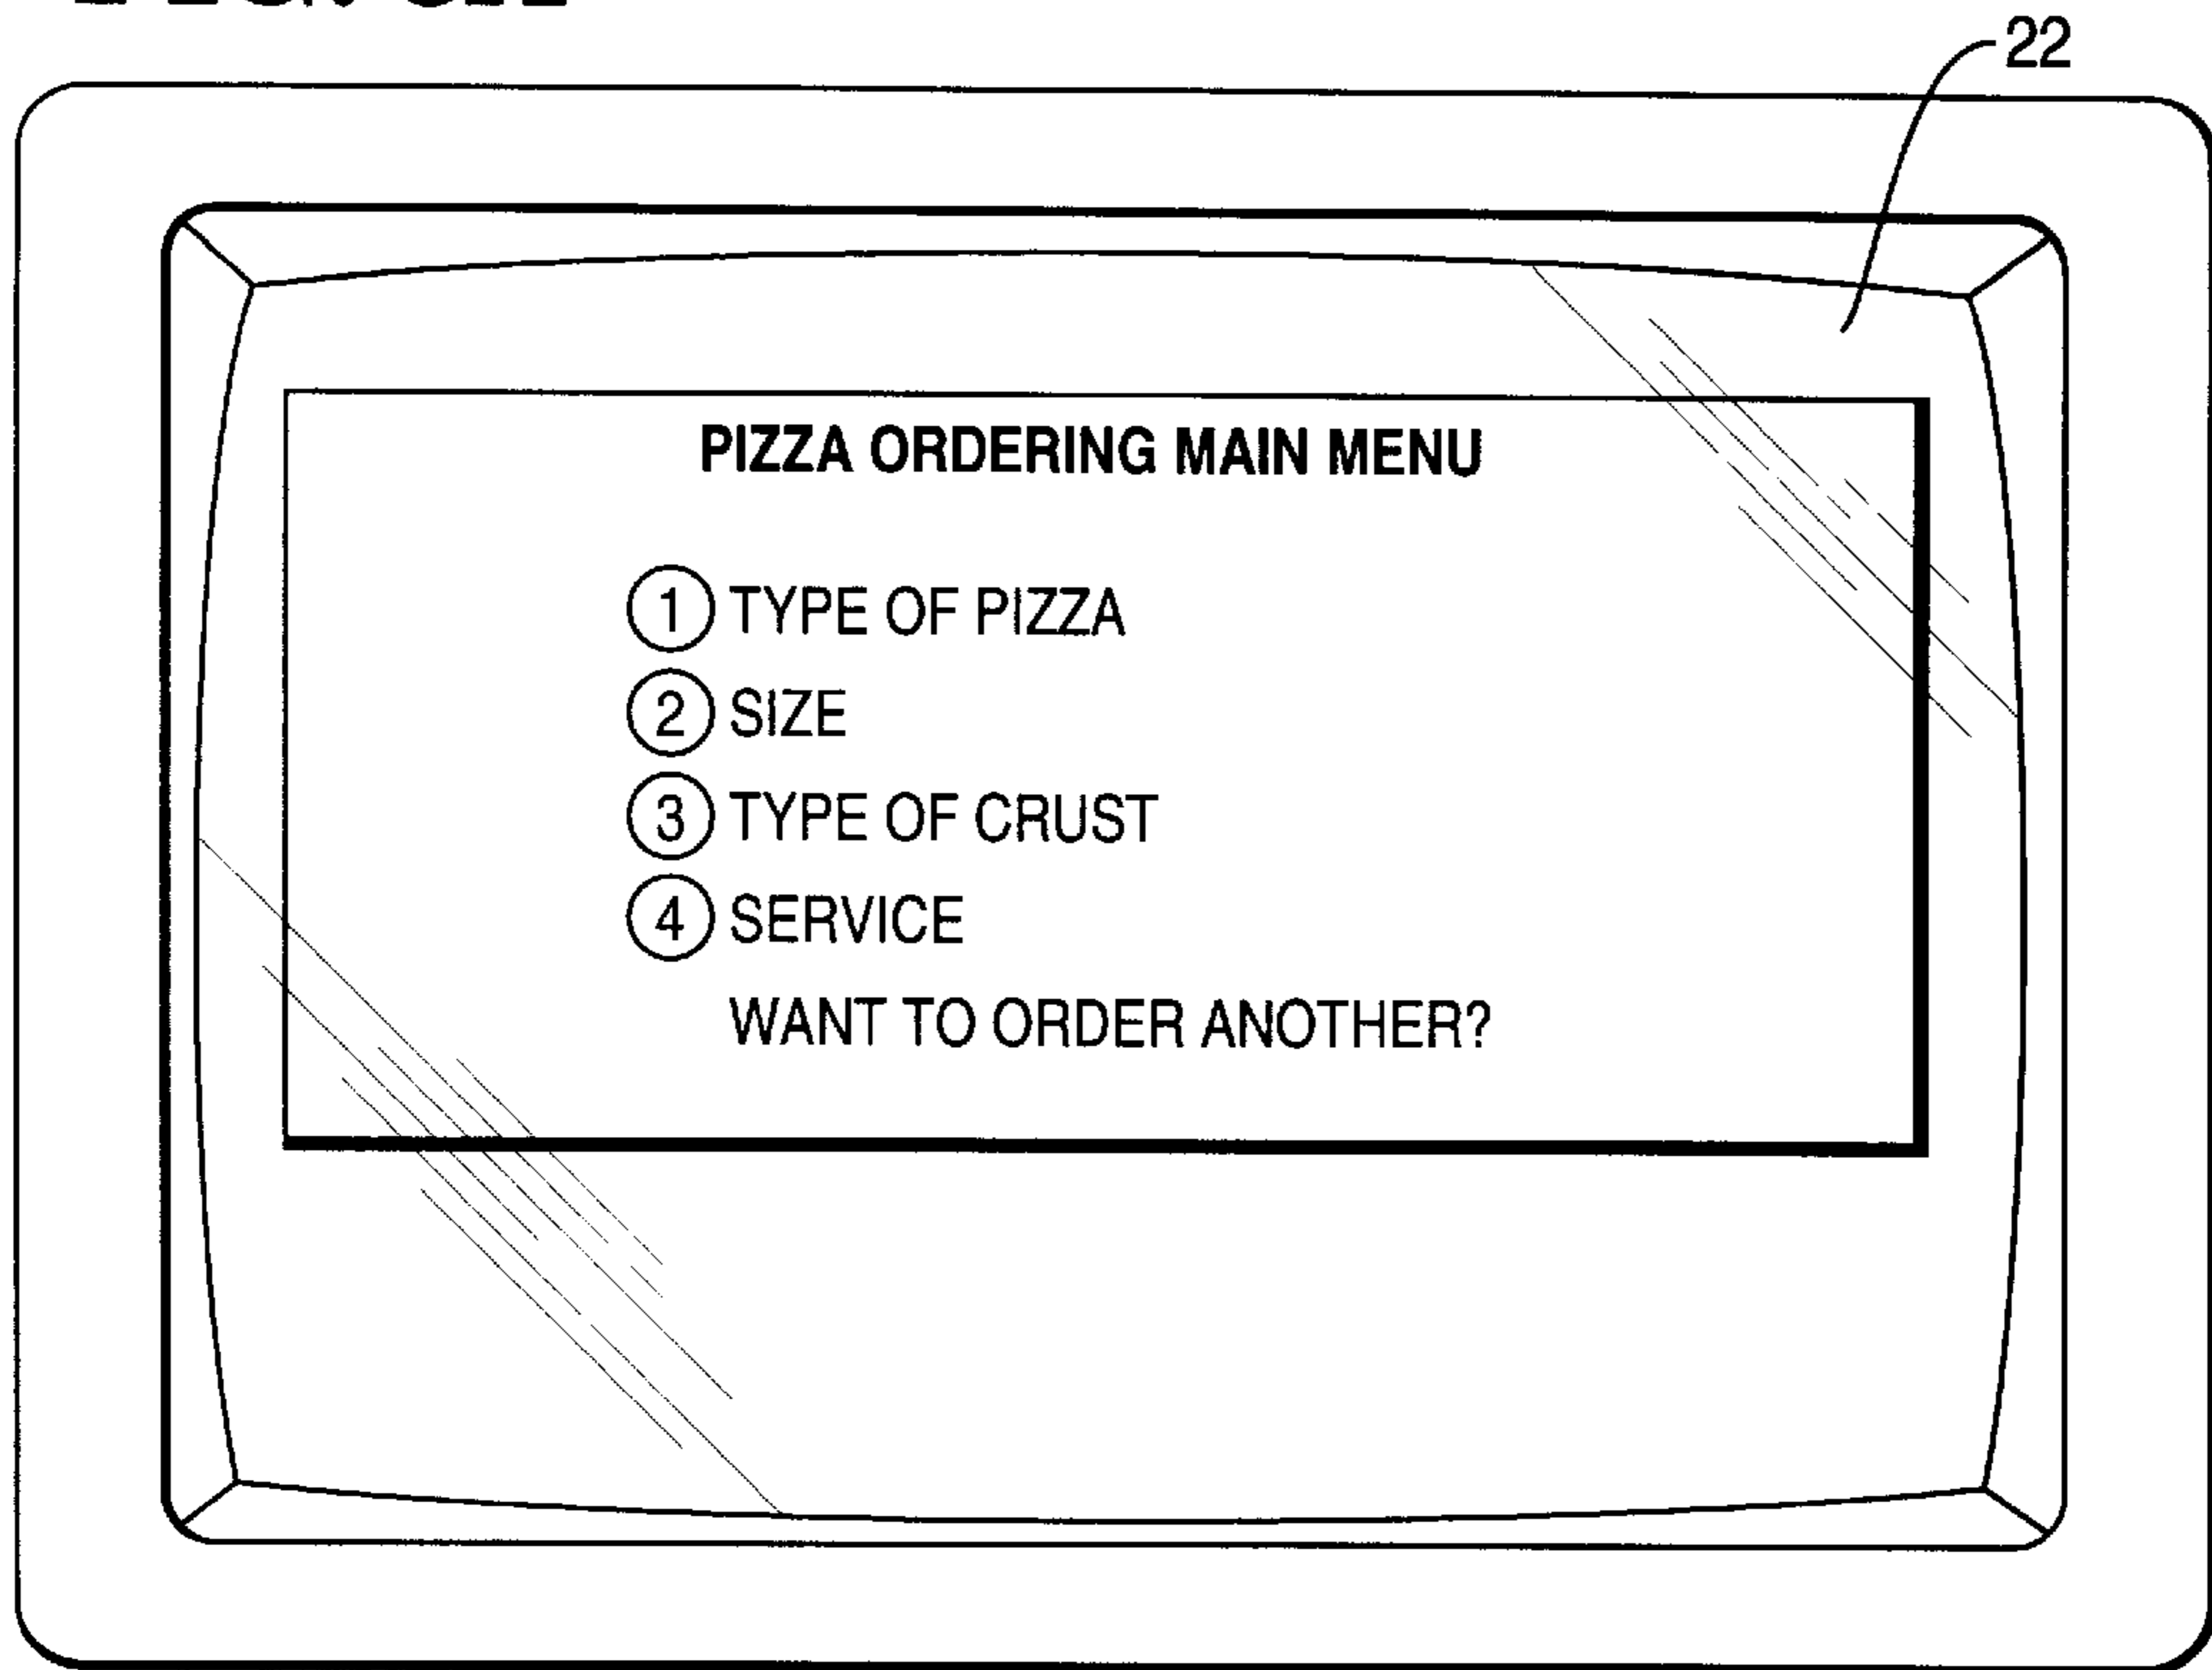 22
PIZZA ORDERING MAIN MENU
1 TYPE OF PIZZA
2 SIZE
3 TYPE OF CRUST
4 SERVICE
WANT TO ORDER ANOTHER?